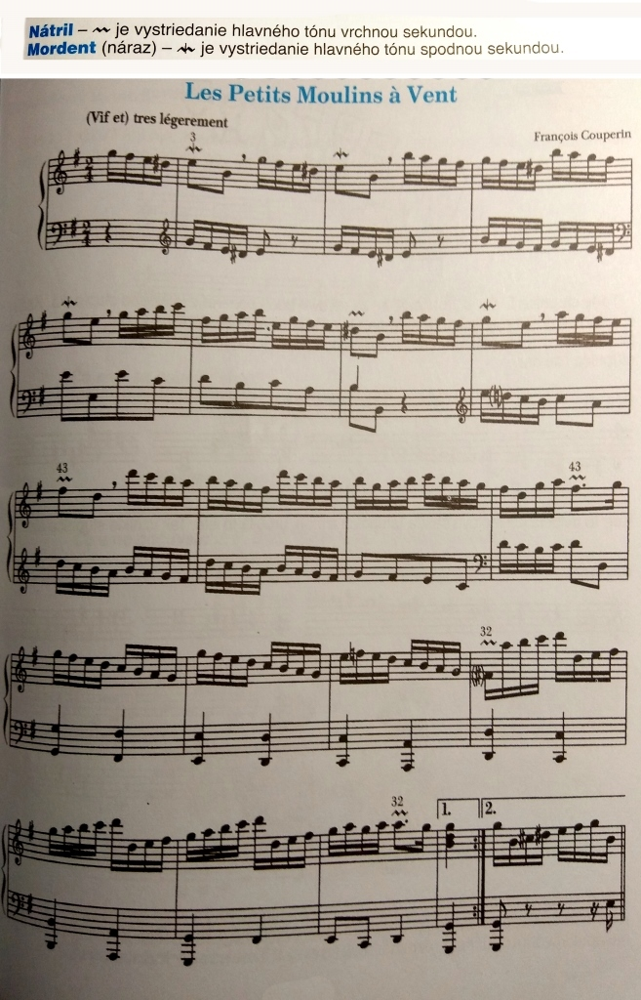 Nátril – je vystriedanie hlavného tónu vrchnou sekundou.
Mordent (náraz) – je vystriedanie hlavného tónu spodnou sekundou.
Les Petits Moulins à Vent
(Vif et) tres légerement
François Couperin
3
43
43
32
32
1.
2.